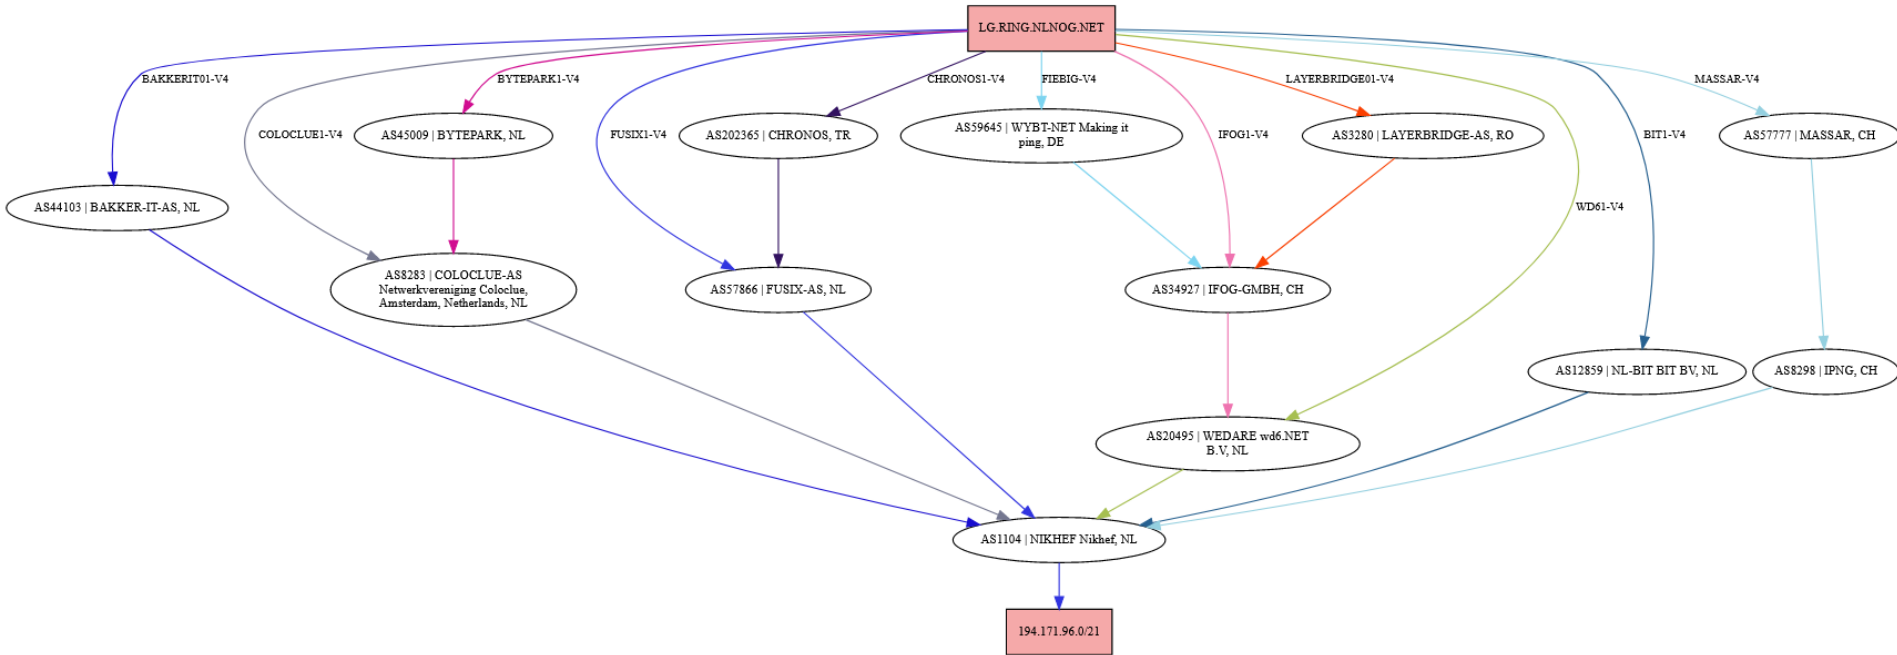 LG.RING.NLNOG.NET
BAKKERIT01-V4
BYTEPARK1-V4
CHRONOS1-V4
FIEBIG-V4
LAYERBRIDGE01-V4
MASSAR-V4
COLOCLUE1-V4
AS45009 | BYTEPARK, NL
FUSIX1-V4
AS202365 | CHRONOS, TR
AS59645 | WYBT-NET Making it
ping, DE
IFOG1-V4
AS3280 | LAYERBRIDGE-AS, RO
BIT1-V4
AS57777 | MASSAR, CH
AS44103 | BAKKER-IT-AS, NL
WD61-V4
AS8283 | COLOCLUE-AS
Netwerkvereniging Coloclue,
Amsterdam, Netherlands, NL
AS57866 | FUSIX-AS, NL
AS34927 | IFOG-GMBH, CH
AS12859 | NL-BIT BIT BV, NL
AS8298 | IPNG, CH
AS20495 | WEDARE wd6.NET
B.V, NL
AS1104 | NIKHEF Nikhef, NL
194.171.96.0/21